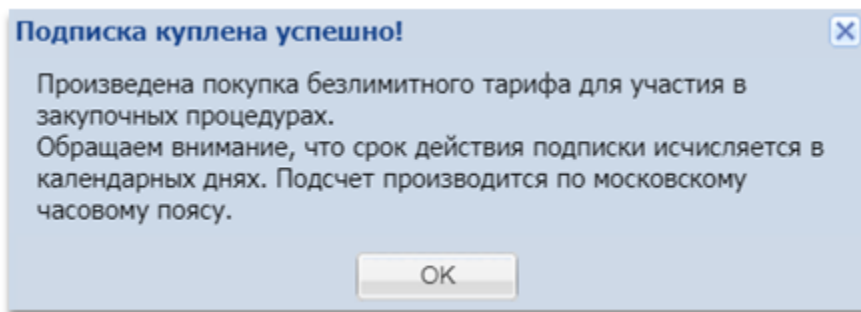 Подписка куплена успешно!
Произведена покупка безлимитного тарифа для участия в
закупочных процедурах.
Обращаем внимание, что срок действия подписки исчисляется в
календарных днях. Подсчет производится по московскому
часовому поясу.
OK